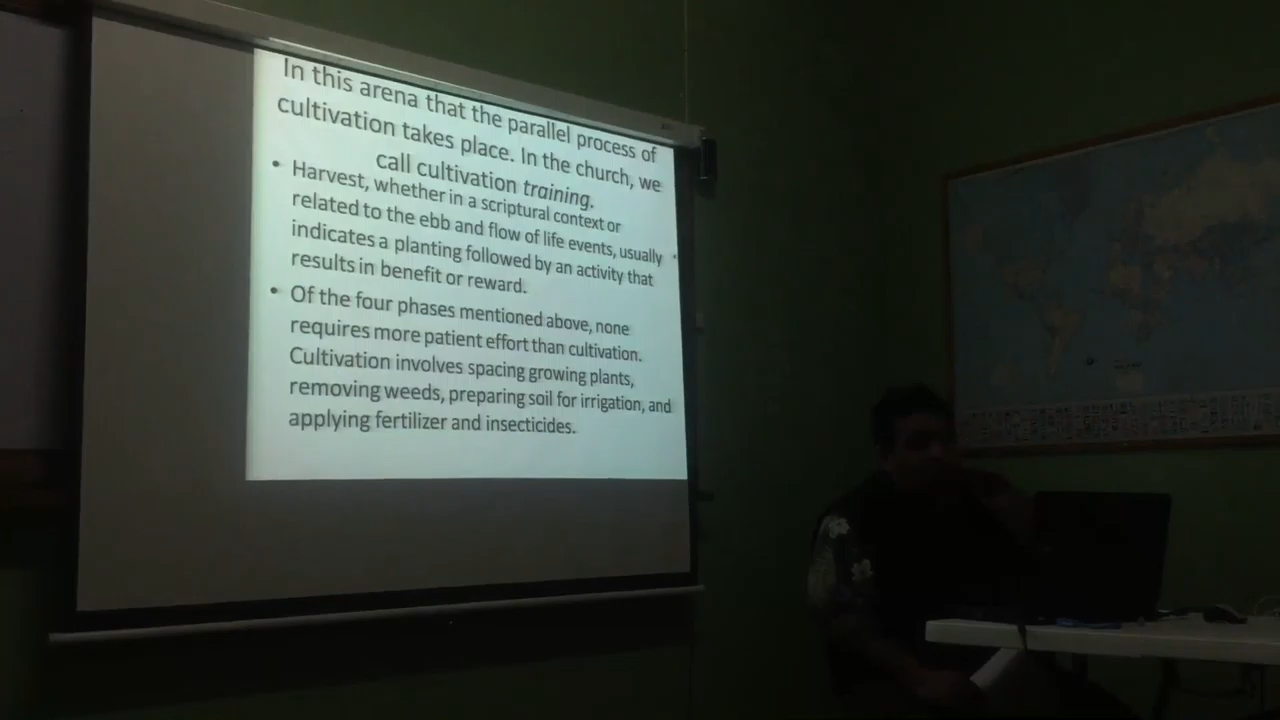 In this arena that the parallel process of
cultivation takes place. In the church, we
call cultivation training.
• Harvest, whether in a scriptural context or
related to the ebb and flow of life events, usually
indicates a planting followed by an activity that
results in benefit or reward.
• Of the four phases mentioned above, none
requires more patient effort than cultivation.
Cultivation involves spacing growing plants,
removing weeds, preparing soil for irrigation, and
applying fertilizer and insecticides.